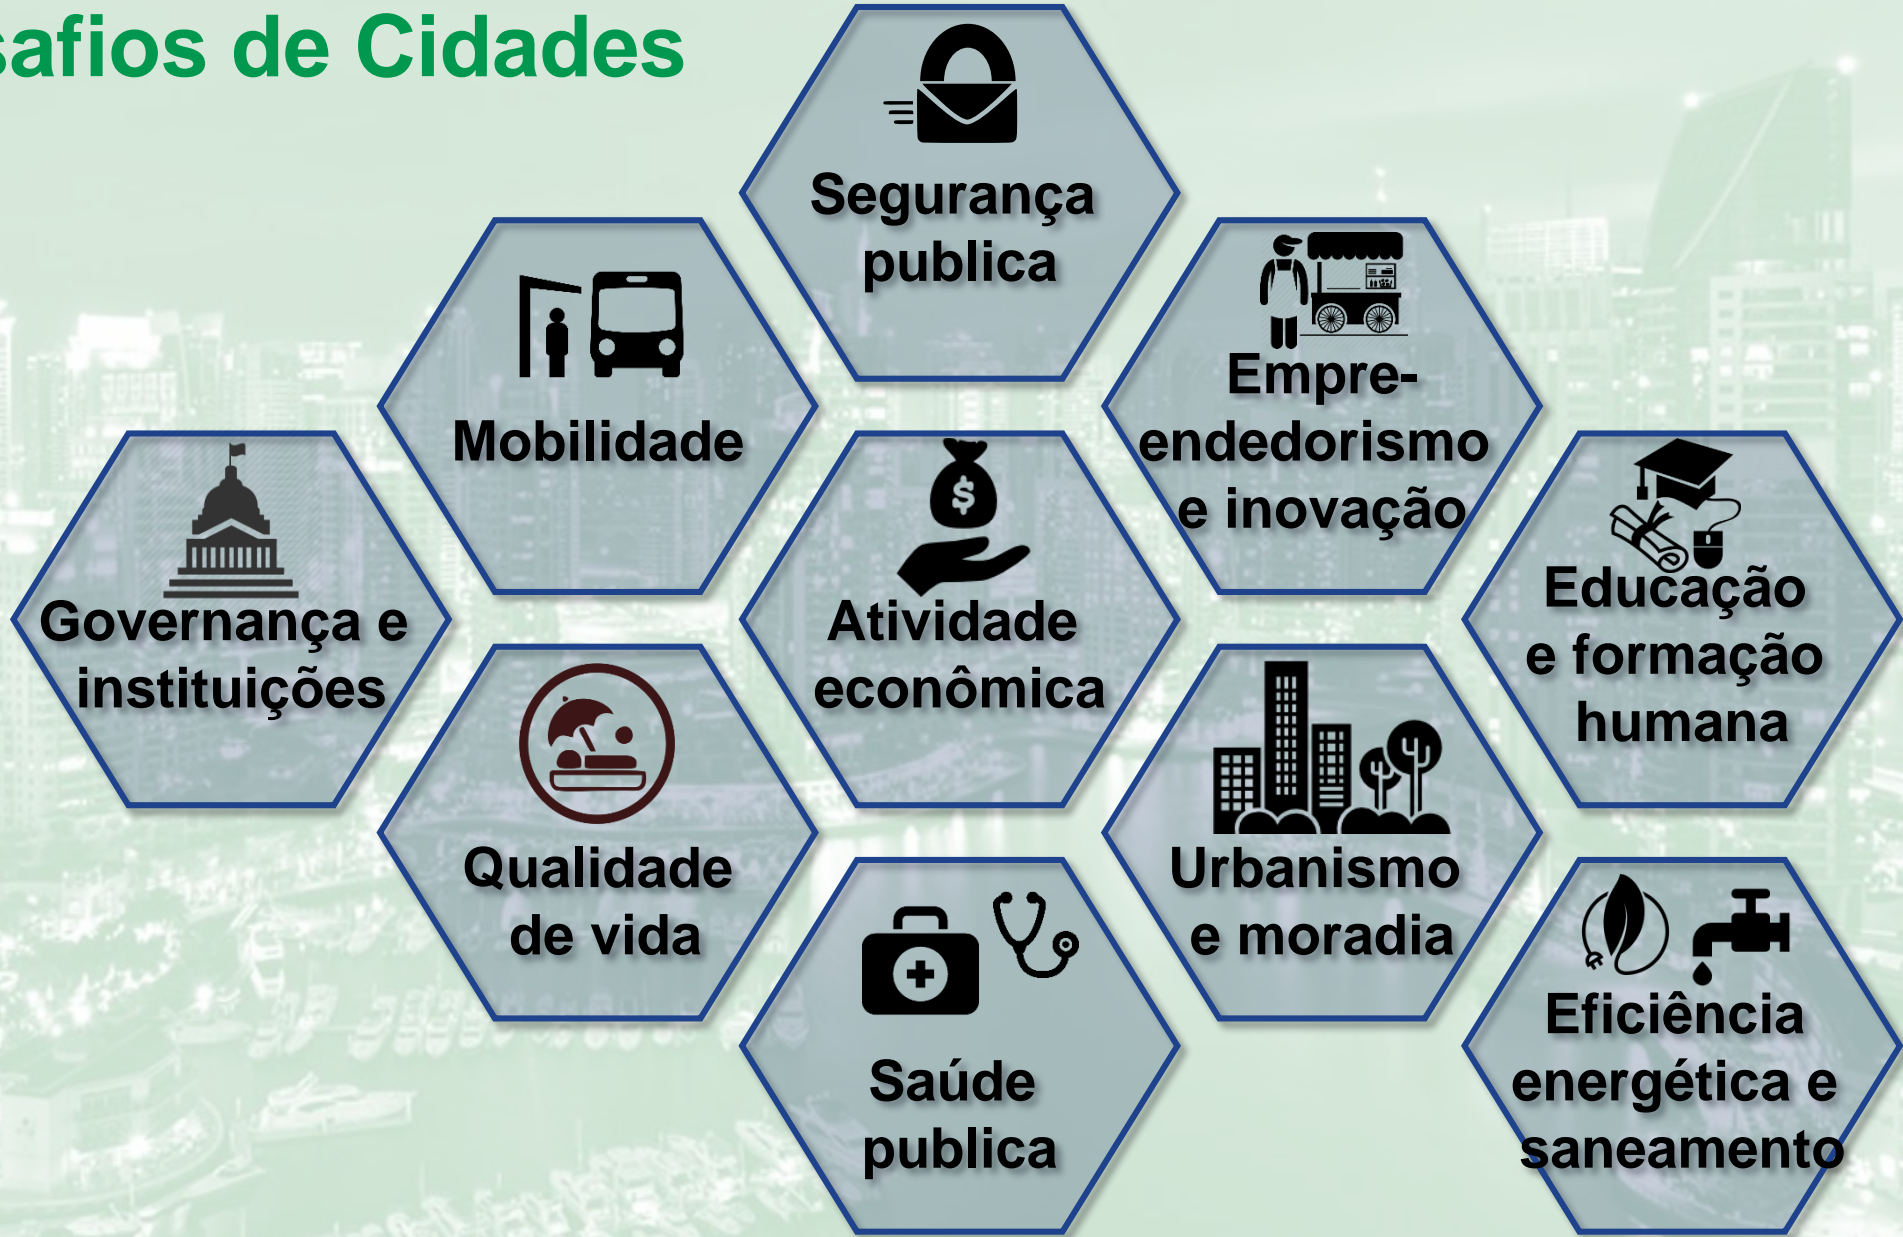 safios de Cidades
Segurança
publica
Mobilidade
Empre-
endedorismo
e inovação
Governança e
instituições
$
Atividade
econômica
Educação
e formação
humana
Qualidade
de vida
Urbanismo
e moradia
Saúde
publica
Eficiência
energética e
saneamento